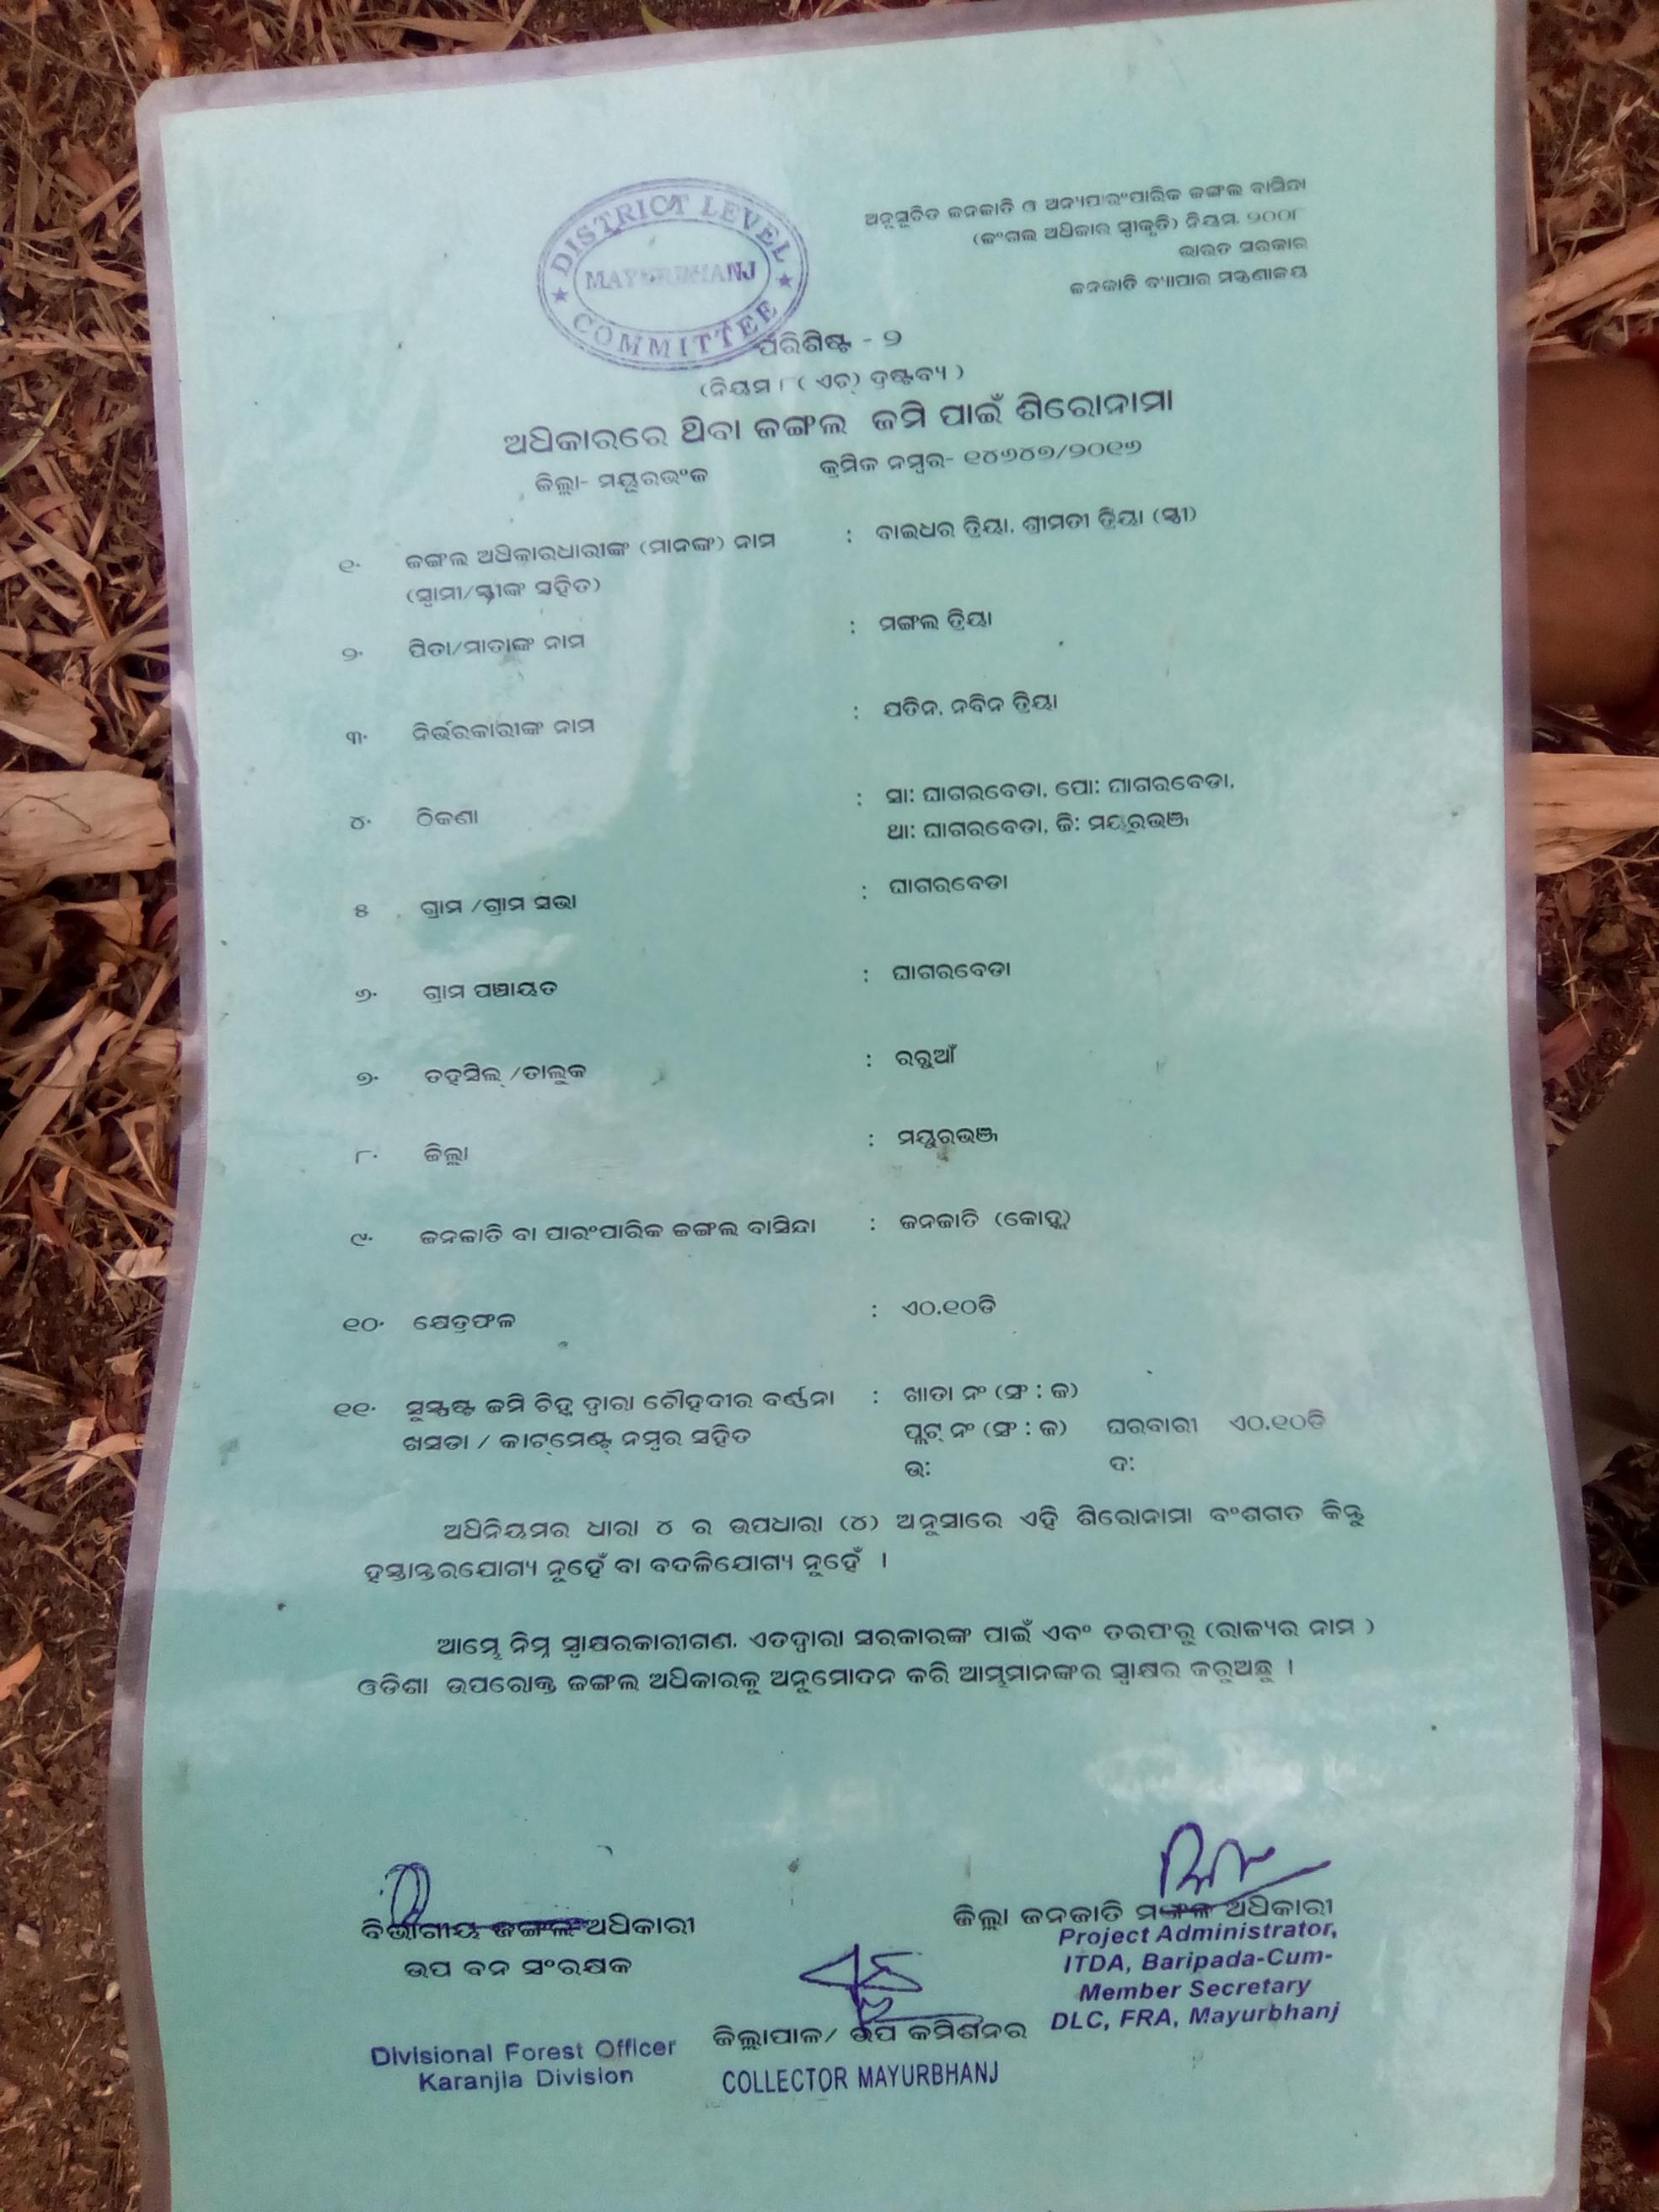 DISTRICT LEVEL
MAYURBHANJ
COMMITTEE
ଅନୁସୂଚିତ ଜନଜାତି ଓ ଅନ୍ୟପାରଂପାରିକ ଜଙ୍ଗଲ ବାସିନ୍ଦା
(ଜଂଗଲ ଅଧିକାର ସ୍ୱୀକୃତି) ନିୟମ, ୨୦୦୮
ଭାରତ ସରକାର
ଜନଜାତି ବ୍ୟାପାର ମନ୍ତ୍ରଣାଳୟ
ପରିଶିଷ୍ଟ - ୨
(ନିୟମ ୮( ଏଚ୍) ଦ୍ରଷ୍ଟବ୍ୟ )
ଅଧିକାରରେ ଥିବା ଜଙ୍ଗଲ ଜମି ପାଇଁ ଶିରୋନାମା
ଜିଲ୍ଲା- ମୟୂରଭଂଜ କ୍ରମିକ ନମ୍ବର- ୧୪୬୪୭/୨୦୧୬
୧. ଜଙ୍ଗଲ ଅଧିକାରଧାରୀଙ୍କ (ମାନଙ୍କ) ନାମ : ବାଇଧର ତ୍ରିୟା, ଶ୍ରୀମତୀ ତ୍ରିୟା (ସ୍ତ୍ରୀ)
(ସ୍ୱାମୀ/ସ୍ତ୍ରୀଙ୍କ ସହିତ)
୨. ପିତା/ମାତାଙ୍କ ନାମ : ମଙ୍ଗଲ ତ୍ରିୟା
୩. ନିର୍ଭରକାରୀଙ୍କ ନାମ : ଯତିନ, ନବିନ ତ୍ରିୟା
୪. ଠିକଣା : ସା: ଘାଗରବେଡା, ପୋ: ଘାଗରବେଡା,
ଥା: ଘାଗରବେଡା, ଜି: ମୟୂରଭଞ୍ଜ
୫ . ଗ୍ରାମ /ଗ୍ରାମ ସଭା : ଘାଗରବେଡା
୬. ଗ୍ରାମ ପଞ୍ଚାୟତ : ଘାଗରବେଡା
୭. ତହସିଲ୍ /ତାଲୁକ : ରରୁଆଁ
୮. ଜିଲ୍ଲା : ମୟୁରଭଞ୍ଜ
୯. ଜନଜାତି ବା ପାରଂପାରିକ ଜଙ୍ଗଲ ବାସିନ୍ଦା : ଜନଜାତି (କୋହ୍ଲ)
୧୦. କ୍ଷେତ୍ରଫଳ : ଏ୦.୧୦ଡି
୧୧. ସୁସ୍ପଷ୍ଟ ଜମି ଚିହ୍ନ ଦ୍ୱାରା ଚୌହଦୀର ବର୍ଣ୍ଣନା : ଖାତା ନଂ (ସଂ : ଜ)
ଖସଡା / କାଟ୍‌ମେଣ୍ଟ୍ ନମ୍ବର ସହିତ ପ୍ଲଟ୍ ନଂ (ସଂ : ଜ) ଘରବାରୀ ଏ୦.୧୦ଡି
ଉ: ଦ:
ଅଧିନିୟମର ଧାରା ୪ ର ଉପଧାରା (୪) ଅନୁସାରେ ଏହି ଶିରୋନାମା ବଂଶଗତ କିନ୍ତୁ
ହସ୍ତାନ୍ତରଯୋଗ୍ୟ ନୁହେଁ ବା ବଦଳିଯୋଗ୍ୟ ନୁହେଁ ।
ଆମ୍ଭେ ନିମ୍ନ ସ୍ୱାକ୍ଷରକାରୀଗଣ, ଏତଦ୍ୱାରା ସରକାରଙ୍କ ପାଇଁ ଏବଂ ତରଫରୁ (ରାଜ୍ୟର ନାମ )
ଓଡିଶା ଉପରୋକ୍ତ ଜଙ୍ଗଲ ଅଧିକାରକୁ ଅନୁମୋଦନ କରି ଆମ୍ଭମାନଙ୍କର ସ୍ୱାକ୍ଷର କରୁଅଛୁ ।
ବିଭାଗୀୟ ଜଙ୍ଗଲ ଅଧିକାରୀ
ଉପ ବନ ସଂରକ୍ଷକ
Divisional Forest Officer
Karanjia Division
ଜିଲ୍ଲାପାଳ/ ଉପ କମିଶନର
COLLECTOR MAYURBHANJ
ଜିଲ୍ଲା ଜନଜାତି ମଙ୍ଗଳ ଅଧିକାରୀ
Project Administrator,
ITDA, Baripada-Cum-
Member Secretary
DLC, FRA, Mayurbhanj